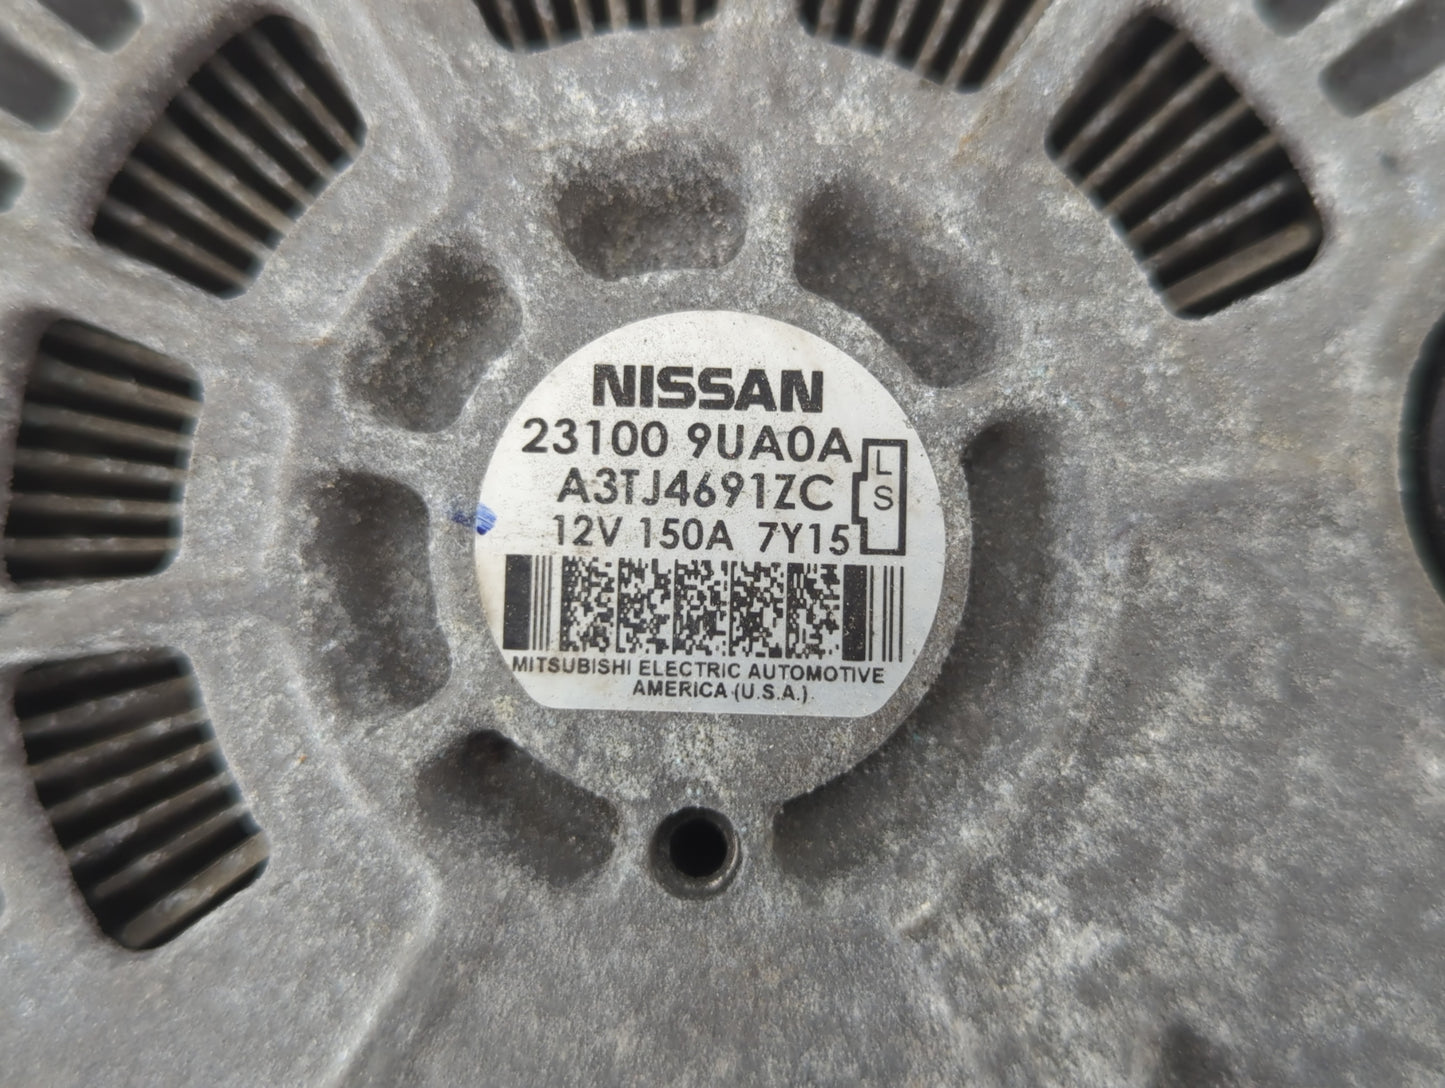 NISSAN
23100 9UA0A
A3TJ4691ZC
12V 150A 7Y15
L
S
MITSUBISHI ELECTRIC AUTOMOTIVE
AMERICA (U.S.A.)